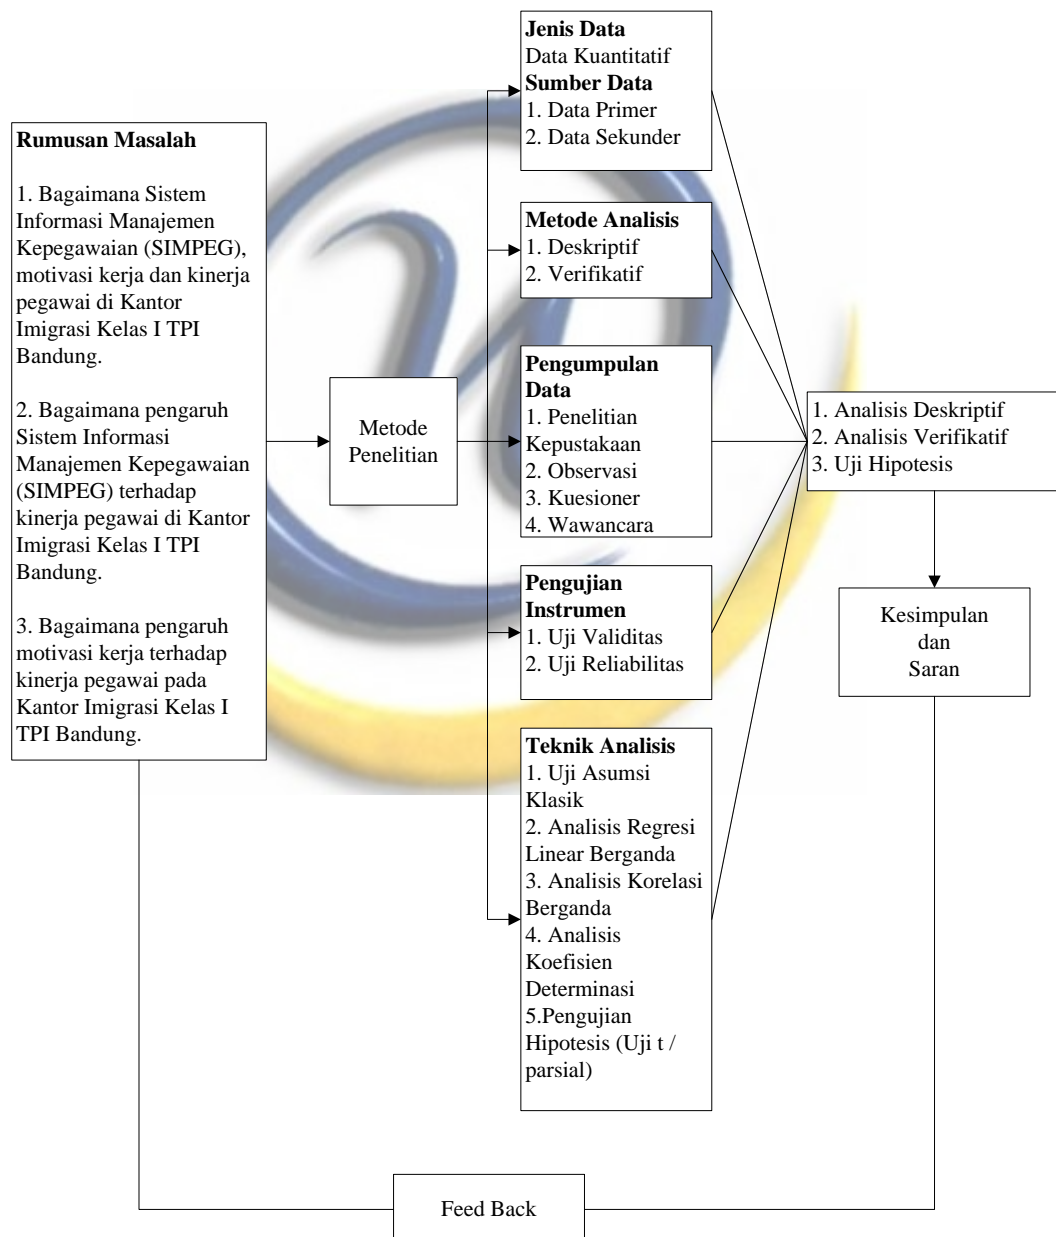 Rumusan Masalah
1. Bagaimana Sistem
Informasi Manajemen
Kepegawaian (SIMPEG),
motivasi kerja dan kinerja
pegawai di Kantor
Imigrasi Kelas I TPI
Bandung.
2. Bagaimana pengaruh
Sistem Informasi
Manajemen Kepegawaian
(SIMPEG) terhadap
kinerja pegawai di Kantor
Imigrasi Kelas I TPI
Bandung.
3. Bagaimana pengaruh
motivasi kerja terhadap
kinerja pegawai pada
Kantor Imigrasi Kelas I
TPI Bandung.
Metode
Penelitian
Jenis Data
Data Kuantitatif
Sumber Data
1. Data Primer
2. Data Sekunder
Metode Analisis
1. Deskriptif
2. Verifikatif
Pengumpulan
Data
1. Penelitian
Kepustakaan
2. Observasi
3. Kuesioner
4. Wawancara
Pengujian
Instrumen
1. Uji Validitas
2. Uji Reliabilitas
Teknik Analisis
1. Uji Asumsi
Klasik
2. Analisis Regresi
Linear Berganda
3. Analisis Korelasi
Berganda
4. Analisis
Koefisien
Determinasi
5.Pengujian
Hipotesis (Uji t /
parsial)
1. Analisis Deskriptif
2. Analisis Verifikatif
3. Uji Hipotesis
Kesimpulan
dan
Saran
Feed Back